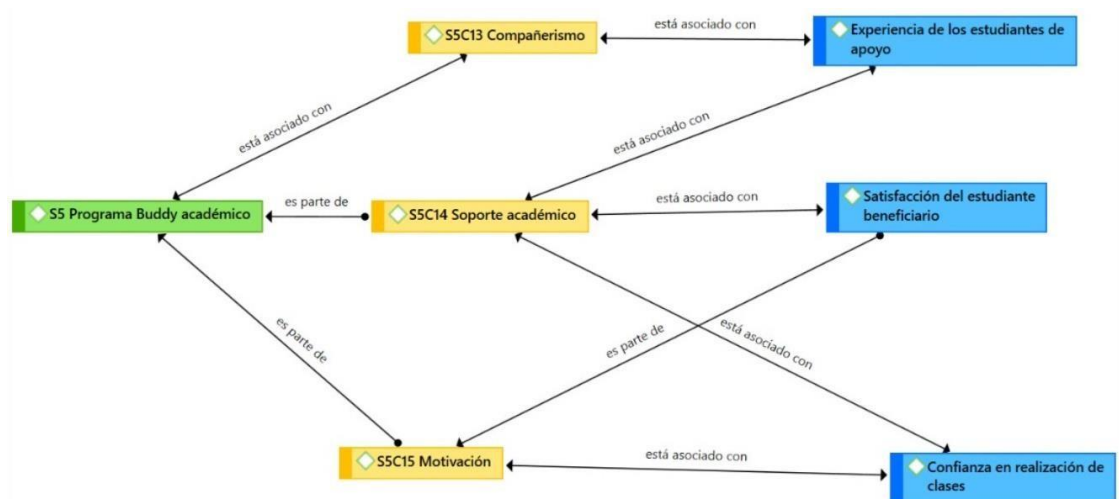 S5C13 Compañerismo
está asociado con
Experiencia de los estudiantes de
apoyo
está asociado con
está asociado con
S5 Programa Buddy académico
es parte de
S5C14 Soporte académico
está asociado con
Satisfacción del estudiante
beneficiario
es parte de
es parte de
está asociado con
S5C15 Motivación
está asociado con
Confianza en realización de
clases